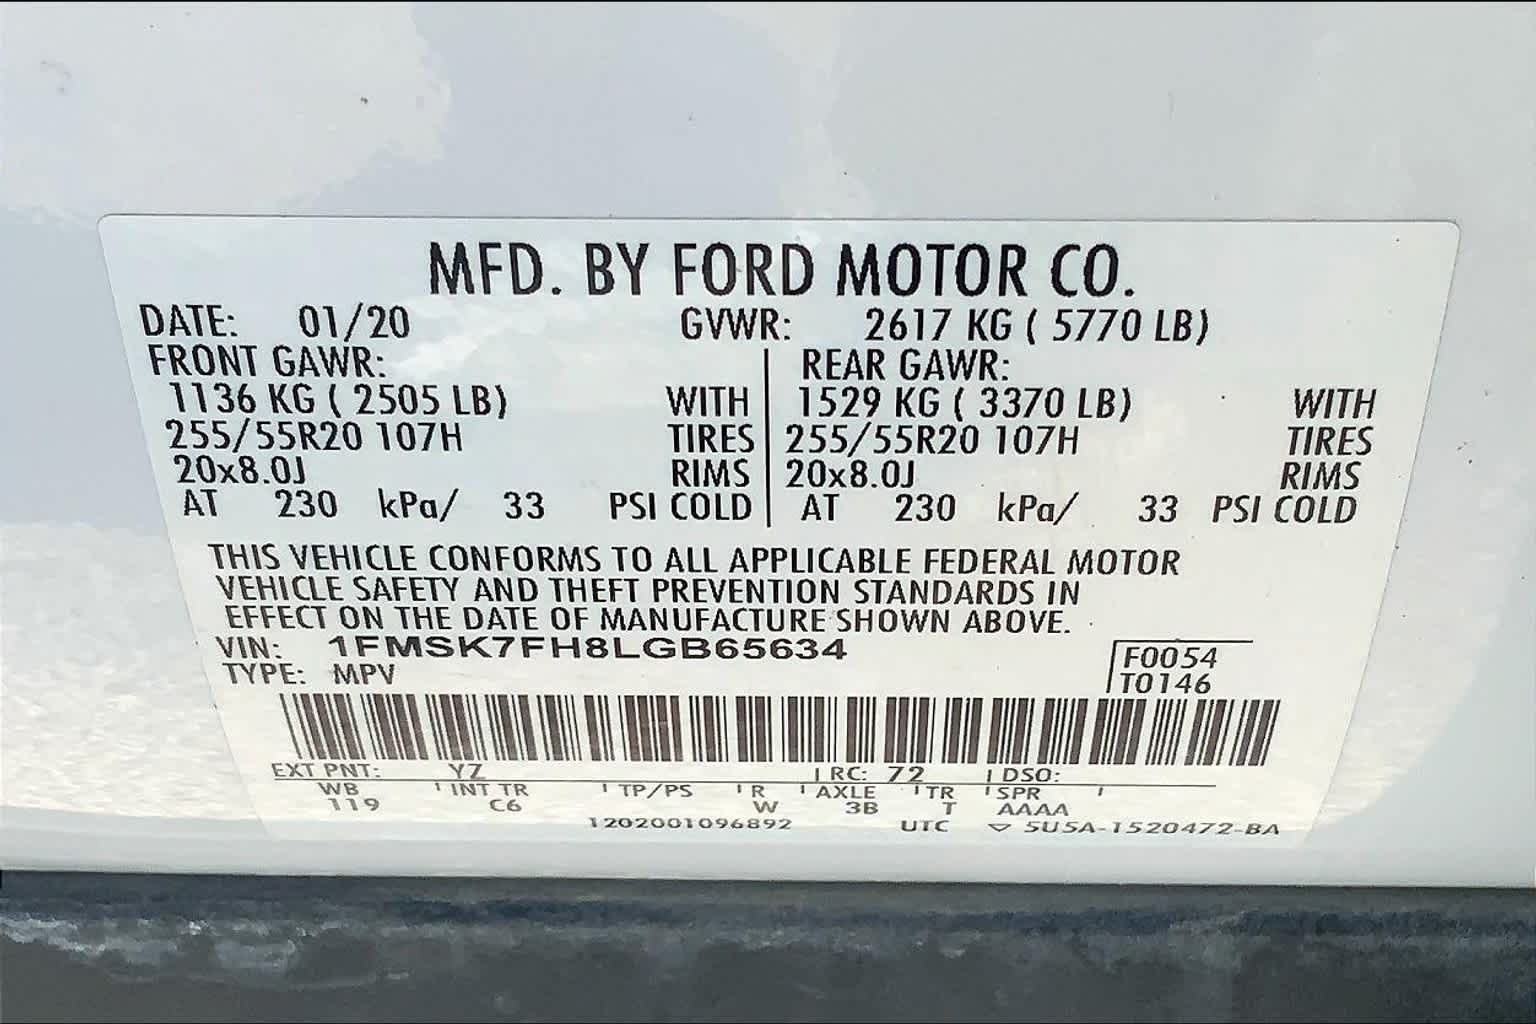 MFD. BY FORD MOTOR CO.
DATE: 01/20 GVWR: 2617 KG ( 5770 LB)
FRONT GAWR: REAR GAWR:
1136 KG ( 2505 LB) WITH 1529 KG ( 3370 LB) WITH
255/55R20 107H TIRES 255/55R20 107H TIRES
20x8.0J RIMS 20x8.0J RIMS
AT 230 kPa/ 33 PSI COLD AT 230 kPa/ 33 PSI COLD
THIS VEHICLE CONFORMS TO ALL APPLICABLE FEDERAL MOTOR
VEHICLE SAFETY AND THEFT PREVENTION STANDARDS IN
EFFECT ON THE DATE OF MANUFACTURE SHOWN ABOVE.
VIN: 1FMSK7FH8LGB65634
TYPE: MPV
F0054
T0146
EXT PNT: YZ RC: 72 DSO:
WB INT TR TP/PS R AXLE TR SPR
119 C6 W 3B T AAAA
1202001096892 UTC ▽ 5U5A-1520472-BA